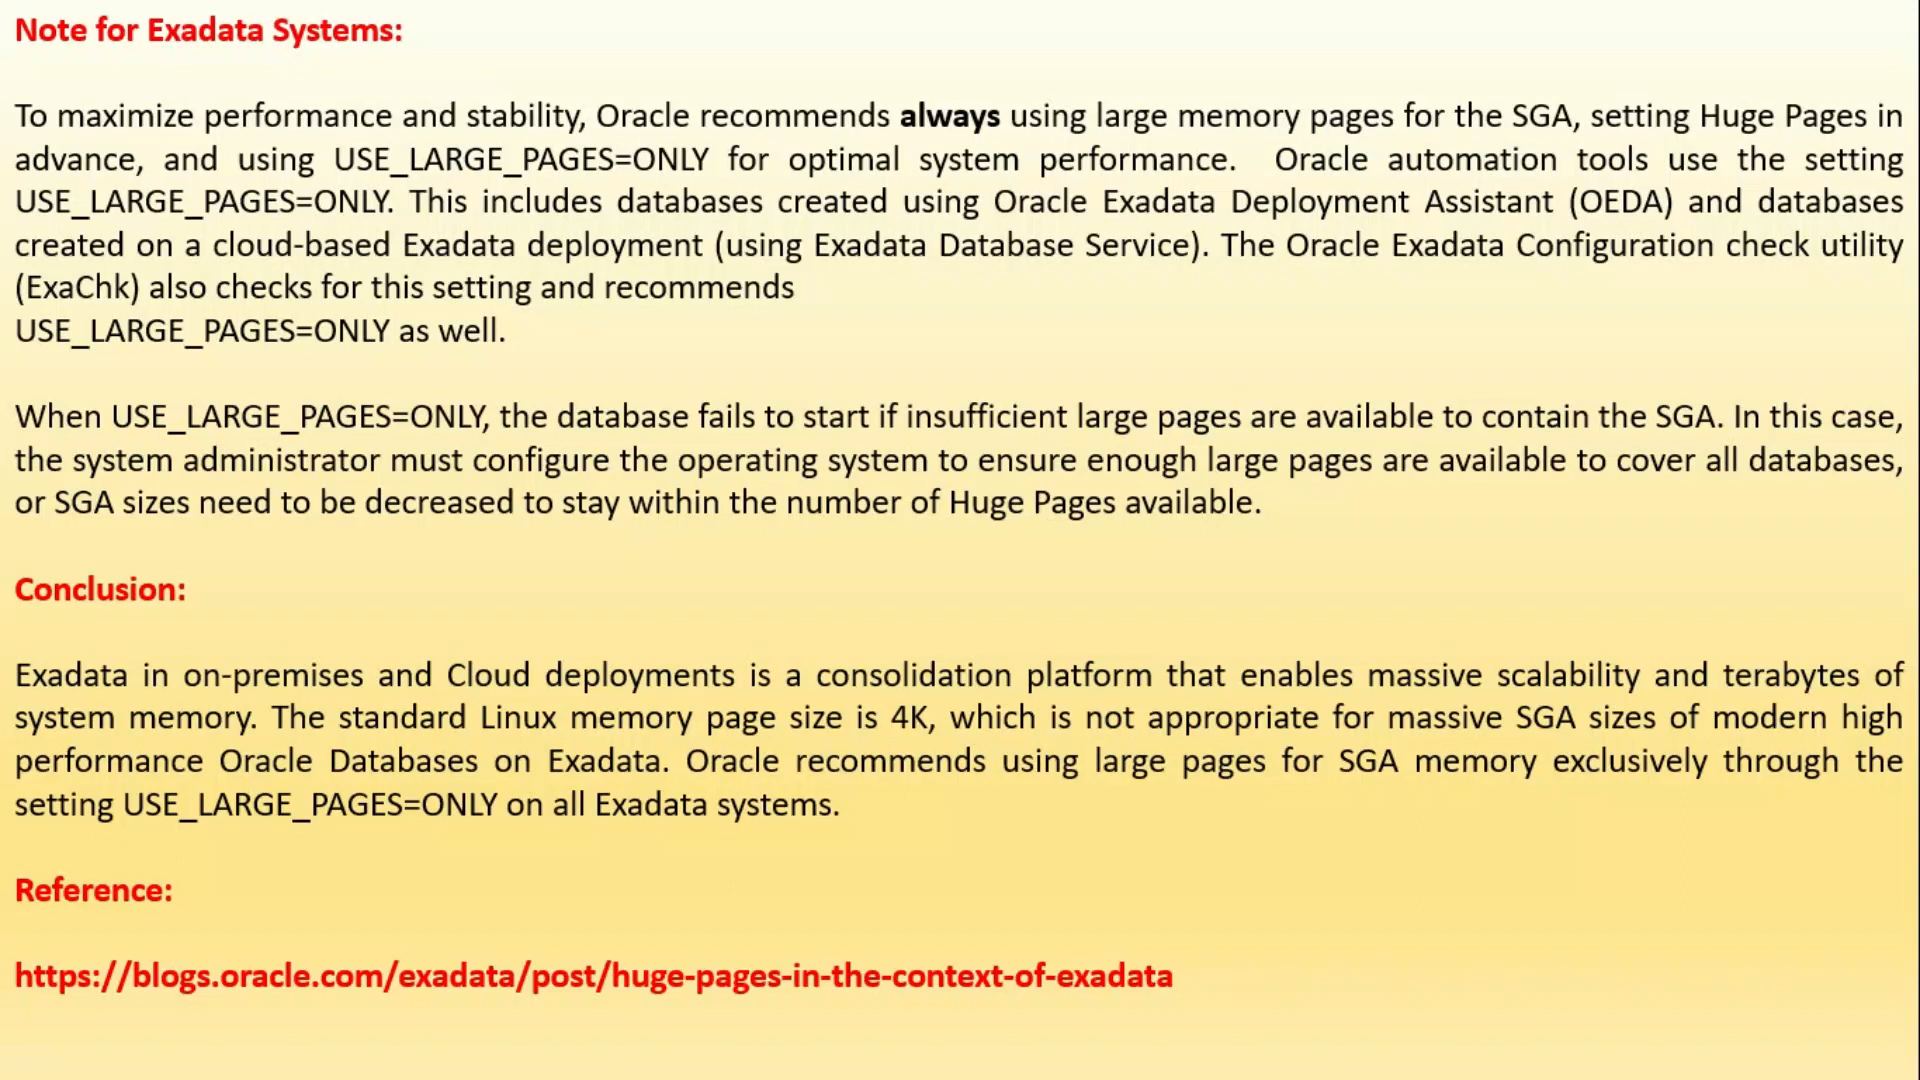 Note for Exadata Systems:
To maximize performance and stability, Oracle recommends always using large memory pages for the SGA, setting Huge Pages in
advance, and using USE_LARGE_PAGES=ONLY for optimal system performance. Oracle automation tools use the setting
USE_LARGE_PAGES=ONLY. This includes databases created using Oracle Exadata Deployment Assistant (OEDA) and databases
created on a cloud-based Exadata deployment (using Exadata Database Service). The Oracle Exadata Configuration check utility
(ExaChk) also checks for this setting and recommends
USE_LARGE_PAGES=ONLY as well.
When USE_LARGE_PAGES=ONLY, the database fails to start if insufficient large pages are available to contain the SGA. In this case,
the system administrator must configure the operating system to ensure enough large pages are available to cover all databases,
or SGA sizes need to be decreased to stay within the number of Huge Pages available.
Conclusion:
Exadata in on-premises and Cloud deployments is a consolidation platform that enables massive scalability and terabytes of
system memory. The standard Linux memory page size is 4K, which is not appropriate for massive SGA sizes of modern high
performance Oracle Databases on Exadata. Oracle recommends using large pages for SGA memory exclusively through the
setting USE_LARGE_PAGES=ONLY on all Exadata systems.
Reference:
https://blogs.oracle.com/exadata/post/huge-pages-in-the-context-of-exadata